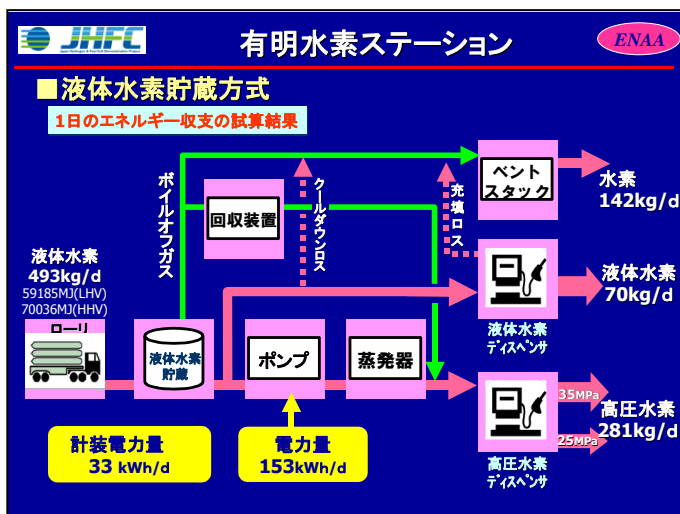 JHFC
Japan Hydrogen & Fuel Cell Demonstration Project
有明水素ステーション
ENAA
■液体水素貯蔵方式
1日のエネルギー収支の試算結果
ボイルオフガス
回収装置
クールダウンロス
充填ロス
ベント
スタック
水素
142kg/d
液体水素
493kg/d
59185MJ(LHV)
70036MJ(HHV)
ローリ
液体水素
貯蔵
ポンプ
蒸発器
液体水素
ディスペンサ
液体水素
70kg/d
35MPa
高圧水素
281kg/d
25MPa
高圧水素
ディスペンサ
計装電力量
33 kWh/d
電力量
153kWh/d